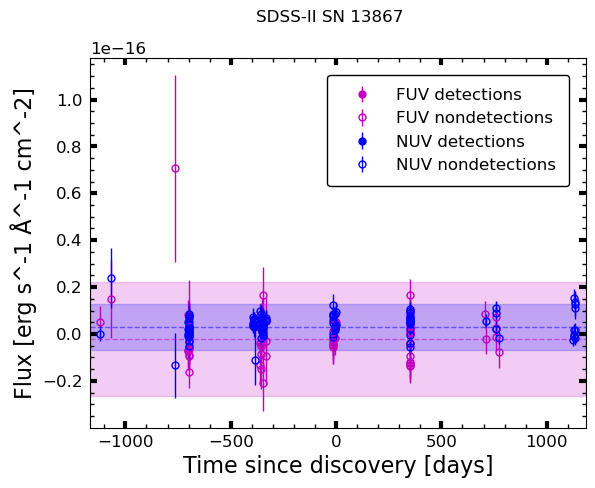 SDSS-II SN 13867
1e−16
FUV detections
FUV nondetections
NUV detections
NUV nondetections
Flux [erg s^-1 Å^-1 cm^-2]
1.0
0.8
0.6
0.4
0.2
0.0
−0.2
−1000 −500 0 500 1000
Time since discovery [days]